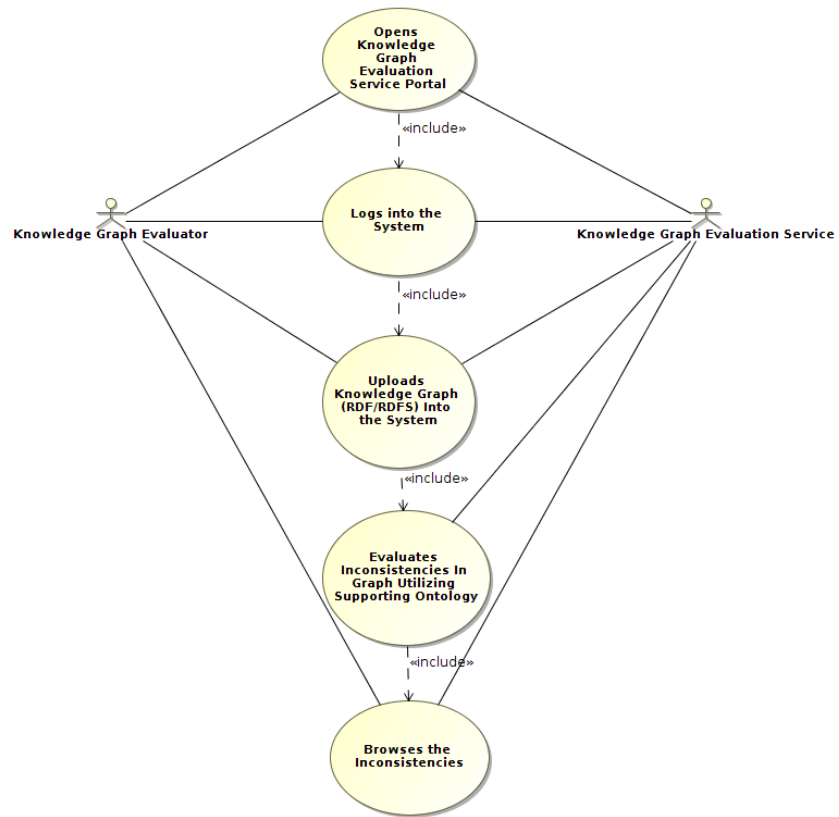 Opens
Knowledge
Graph
Evaluation
Service Portal
«include»
Logs into the
System
Knowledge Graph Evaluator
Knowledge Graph Evaluation Service
«include»
Uploads
Knowledge Graph
(RDF/RDFS) Into
the System
«include»
Evaluates
Inconsistencies In
Graph Utilizing
Supporting Ontology
«include»
Browses the
Inconsistencies